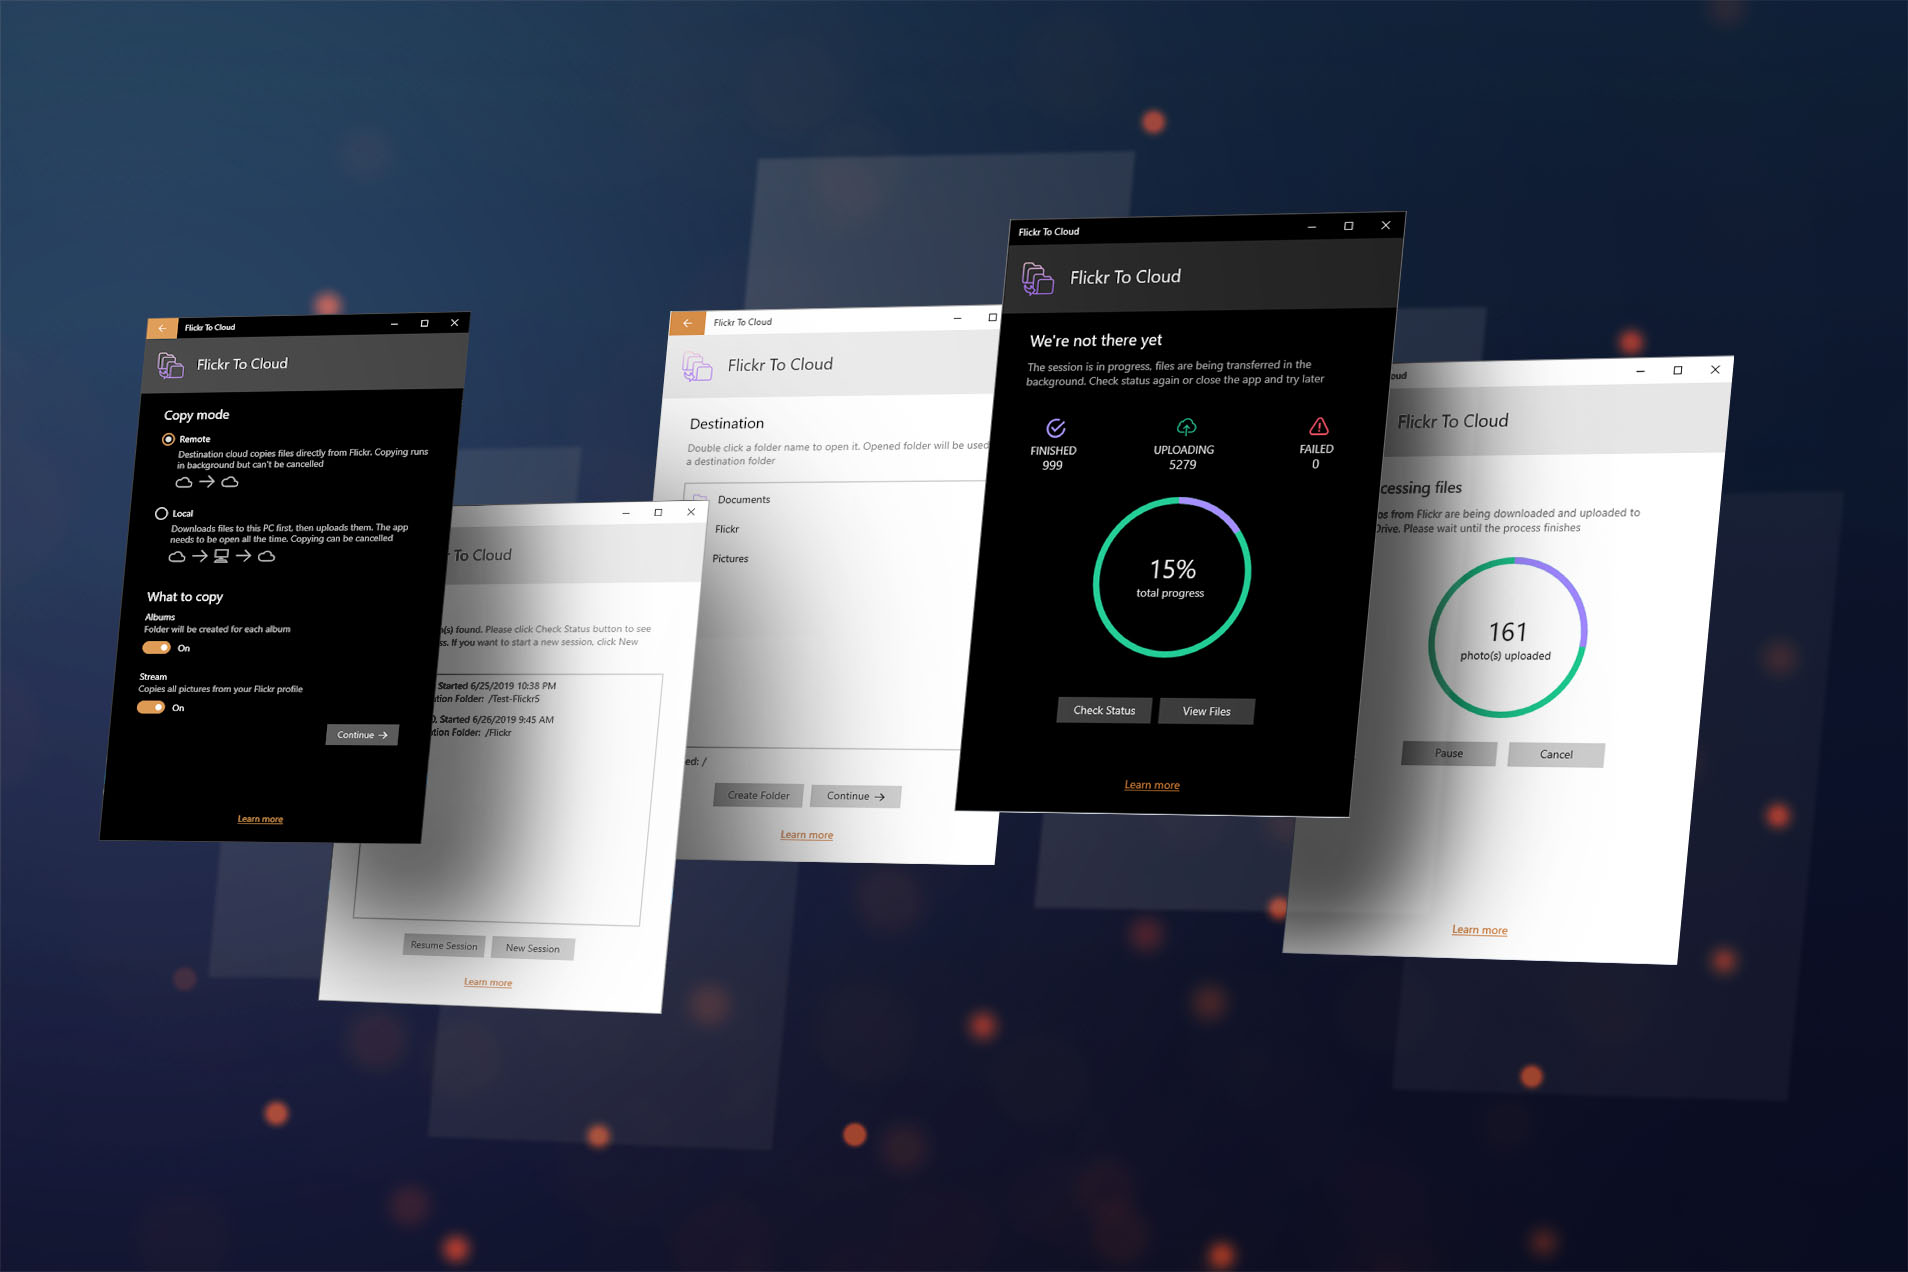 Flickr To Cloud
Flickr To Cloud
Copy mode
Remote
Destination cloud copies files directly from Flickr. Copying runs
in background but can't be cancelled
Local
Downloads files to this PC first, then uploads them. The app
needs to be open all the time. Copying can be cancelled
What to copy
Albums
Folder will be created for each album
On
Stream
Copies all pictures from your Flickr profile
On
Continue
Learn more
To Cloud
found. Please click Check Status button to see
If you want to start a new session, click New
Started 6/25/2019 10:38 PM
Folder: /Test-Flickr5
Started 6/26/2019 9:45 AM
Folder: /Flickr
Resume Session
New Session
Learn more
Flickr To Cloud
Flickr To Cloud
Destination
Double click a folder name to open it. Opened folder will be used
a destination folder
Documents
Flickr
Pictures
/
Create Folder
Continue
Learn more
Flickr To Cloud
Flickr To Cloud
We're not there yet
The session is in progress, files are being transferred in the
background. Check status again or close the app and try later
FINISHED
999
UPLOADING
5279
FAILED
0
15%
total progress
Check Status
View Files
Learn more
Flickr To Cloud
files
from Flickr are being downloaded and uploaded to
Drive. Please wait until the process finishes
161
photo(s) uploaded
Pause
Cancel
Learn more